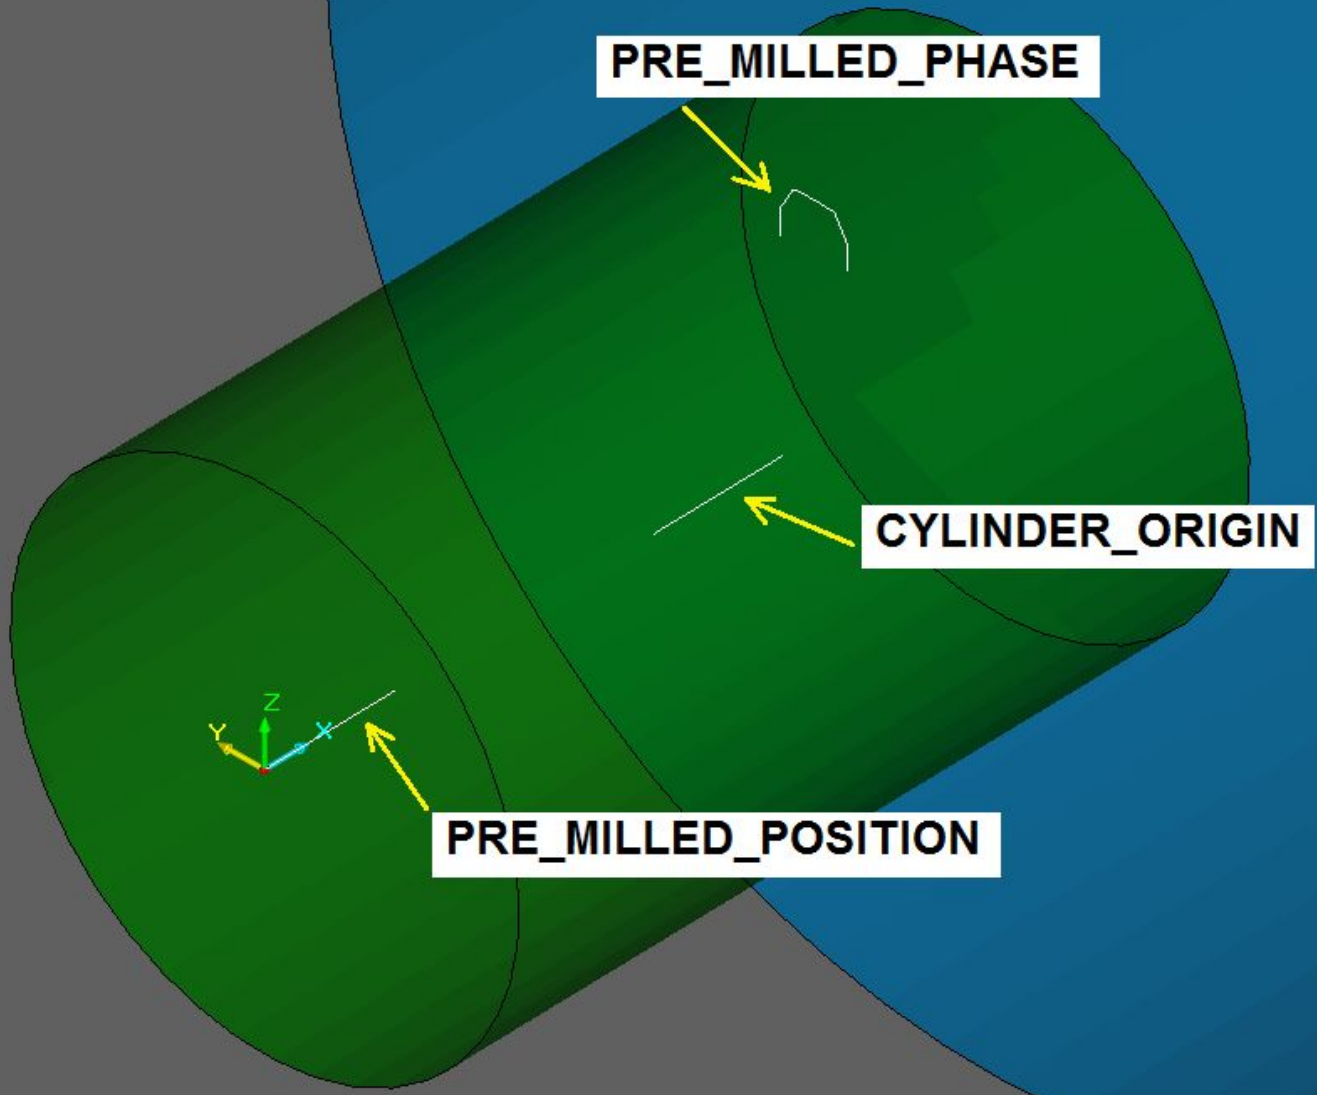 PRE_MILLED_PHASE
CYLINDER_ORIGIN
Z
Y
X
PRE_MILLED_POSITION